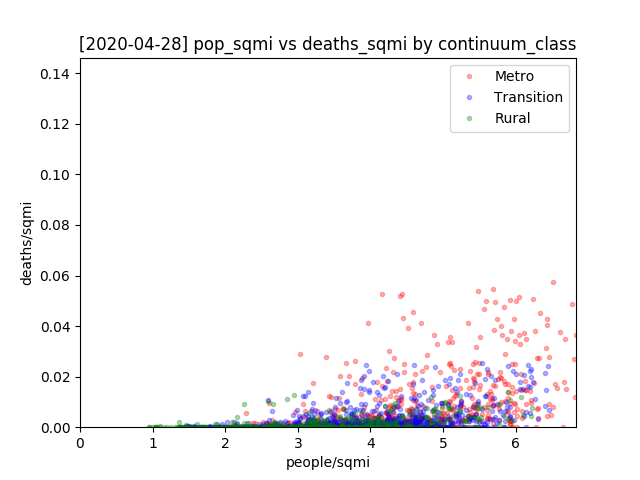 [2020-04-28] pop_sqmi vs deaths_sqmi by continuum_class
0.14
0.12
0.10
0.08
0.06
0.04
0.02
0.00
deaths/sqmi
Metro
Transition
Rural
0 1 2 3 4 5 6
people/sqmi